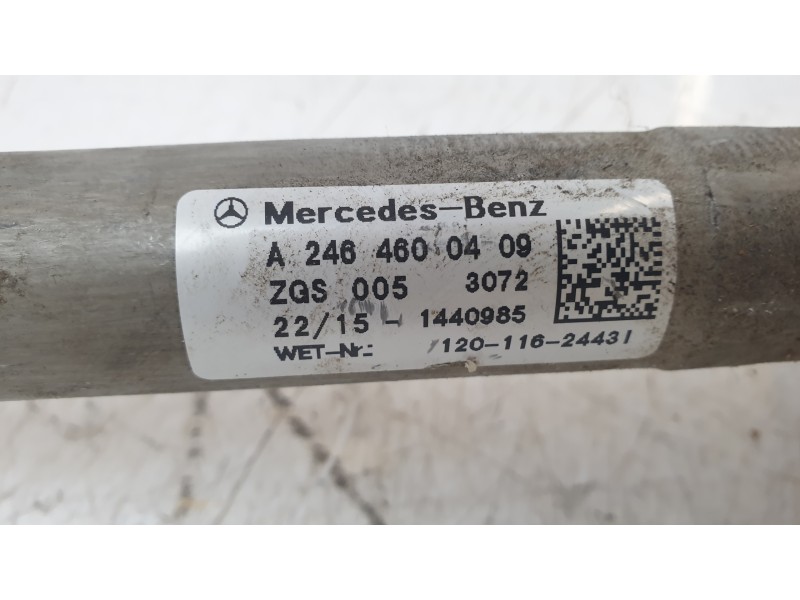 Mercedes-Benz
A 246 460 04 09
ZGS 005 3072
22/15 - 1440985
WET-Nr.: 120-116-24431